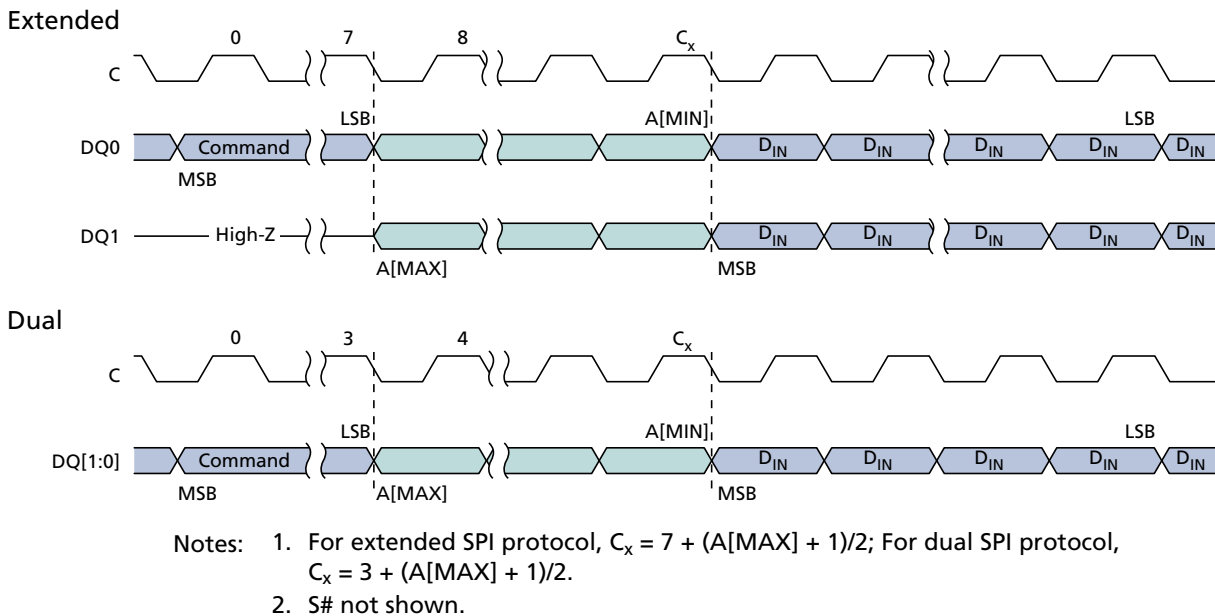 Extended
0 7 8 Cx
C
LSB A[MIN] LSB
DQ0 Command DIN DIN DIN DIN DIN
MSB
DQ1 High-Z DIN DIN DIN DIN DIN
A[MAX] MSB
Dual
0 3 4 Cx
C
LSB A[MIN] LSB
DQ[1:0] Command DIN DIN DIN DIN DIN
MSB A[MAX] MSB
Notes: 1. For extended SPI protocol, Cx = 7 + (A[MAX] + 1)/2; For dual SPI protocol,
Cx = 3 + (A[MAX] + 1)/2.
2. S# not shown.